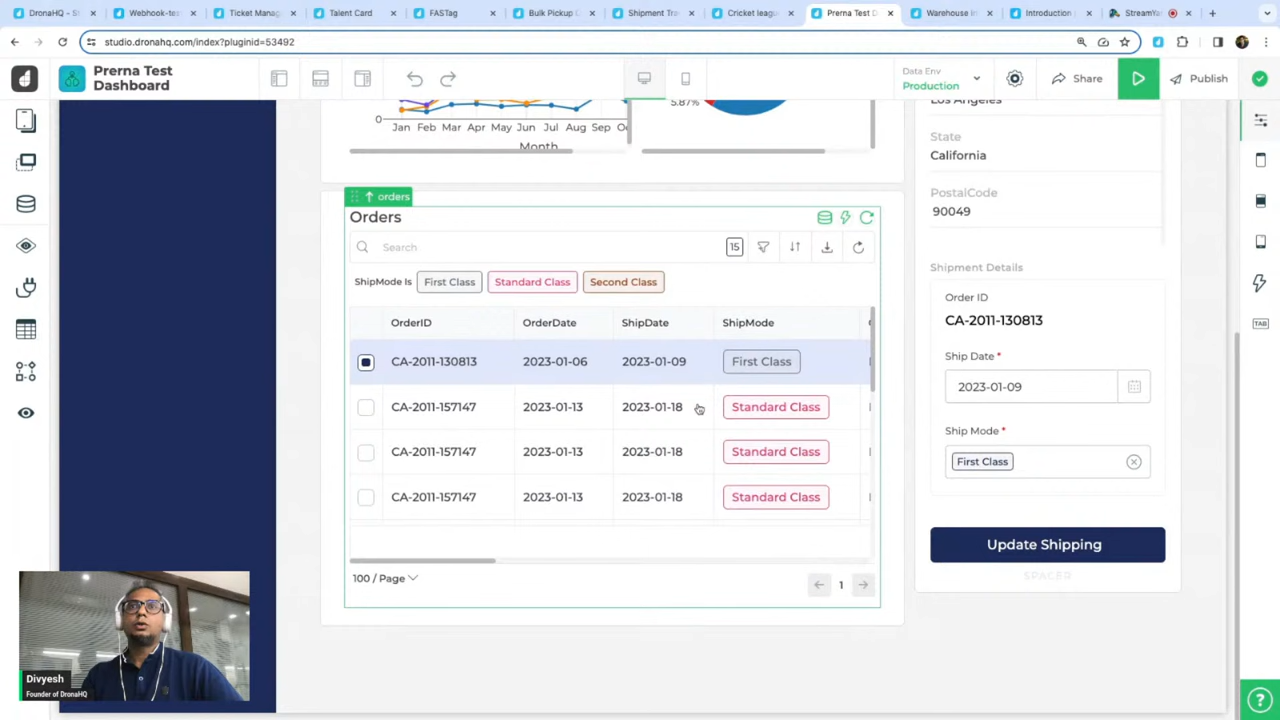 DronaHQ – S
Webhook-tes
Ticket Manag
Talent Card
FASTag
Bulk Pickup D
Shipment Tra
Cricket leagu
Prerna Test D
Warehouse In
Introduction
StreamYa
studio.dronahq.com/index?pluginid=53492
Prerna Test
Dashboard
Data Env
Production
Share
Publish
5.87%
0
Jan Feb Mar Apr May Jun Jul Aug Sep
Month
Los Angeles
State
California
PostalCode
90049
orders
Orders
Search
15
ShipMode Is First Class Standard Class Second Class
OrderID OrderDate ShipDate ShipMode
CA-2011-130813 2023-01-06 2023-01-09 First Class
CA-2011-157147 2023-01-13 2023-01-18 Standard Class
CA-2011-157147 2023-01-13 2023-01-18 Standard Class
CA-2011-157147 2023-01-13 2023-01-18 Standard Class
100 / Page
1
Shipment Details
Order ID
CA-2011-130813
Ship Date *
2023-01-09
Ship Mode *
First Class
Update Shipping
SPACER
TAB
Divyesh
Founder of DronaHQ